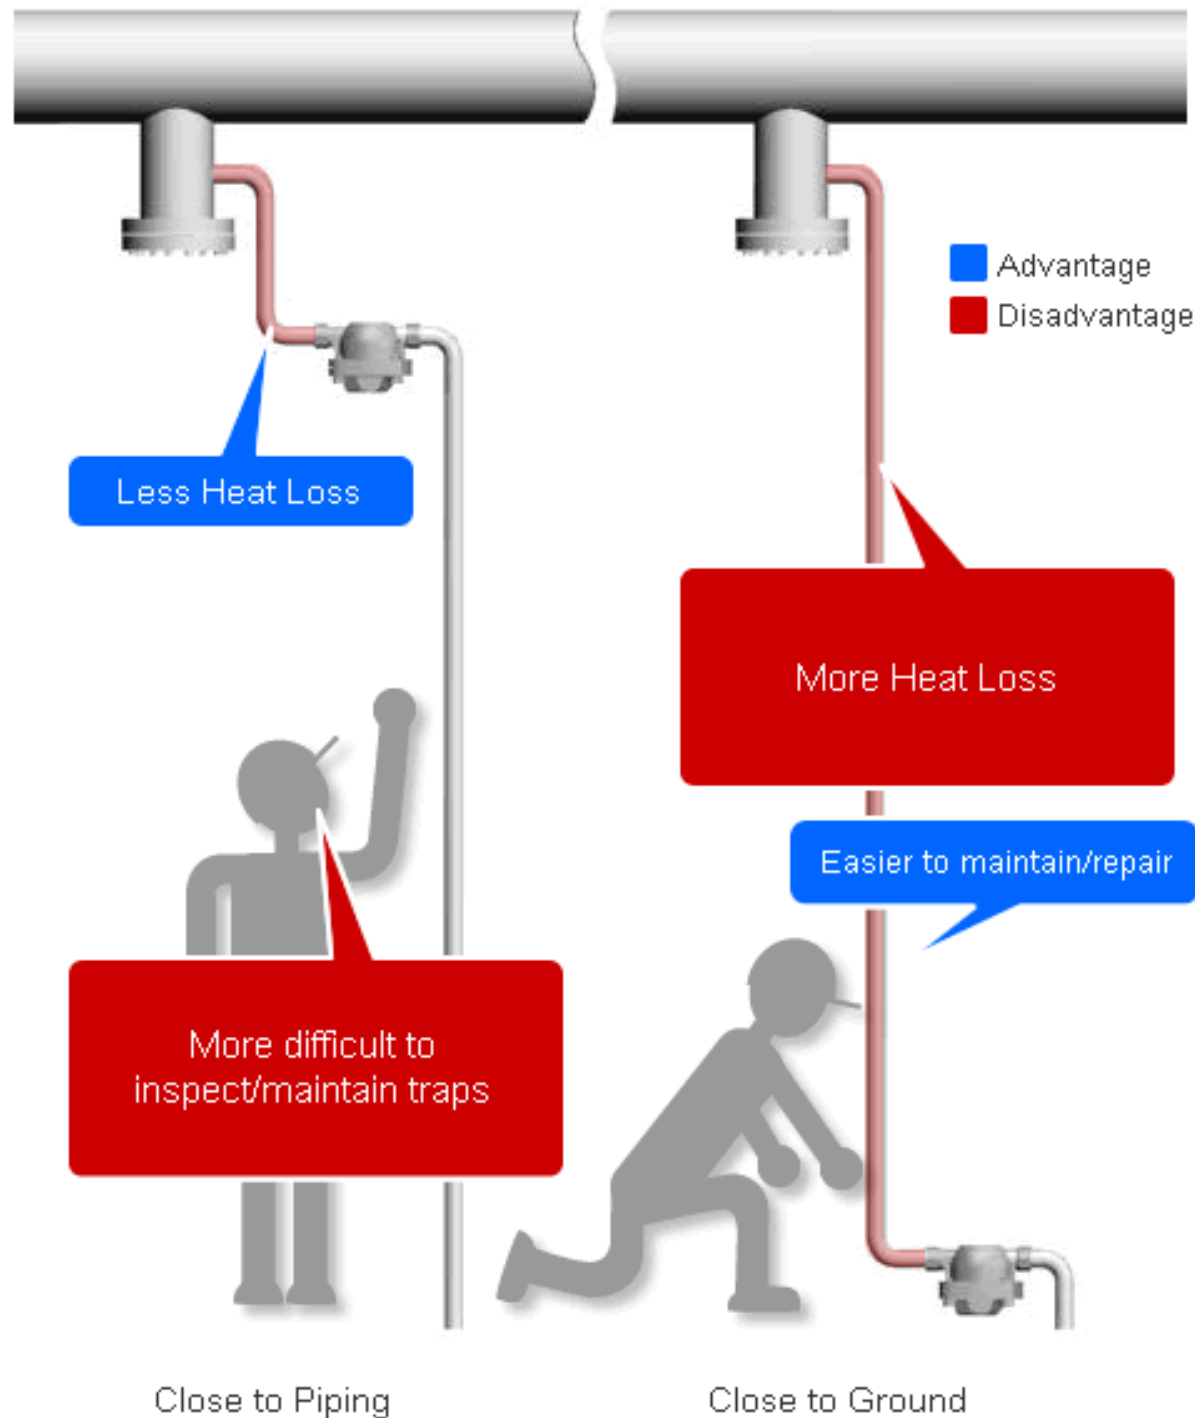 Advantage
Disadvantage
Less Heat Loss
More Heat Loss
Easier to maintain/repair
More difficult to
inspect/maintain traps
Close to Piping
Close to Ground